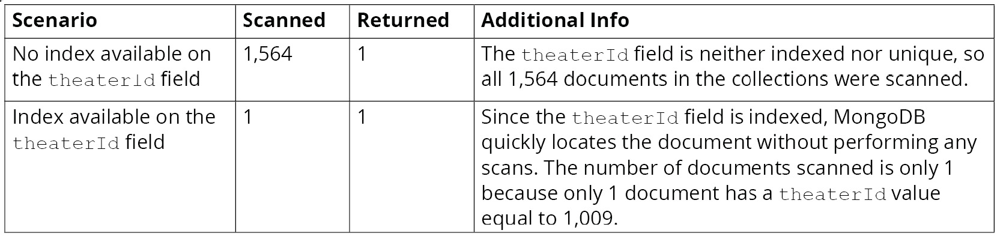 Scenario Scanned Returned Additional Info
No index available on 1,564 1 The theaterId field is neither indexed nor unique, so
the theaterId field all 1,564 documents in the collections were scanned.
Index available on the 1 1 Since the theaterId field is indexed, MongoDB
theaterId field quickly locates the document without performing any
scans. The number of documents scanned is only 1
because only 1 document has a theaterId value
equal to 1,009.